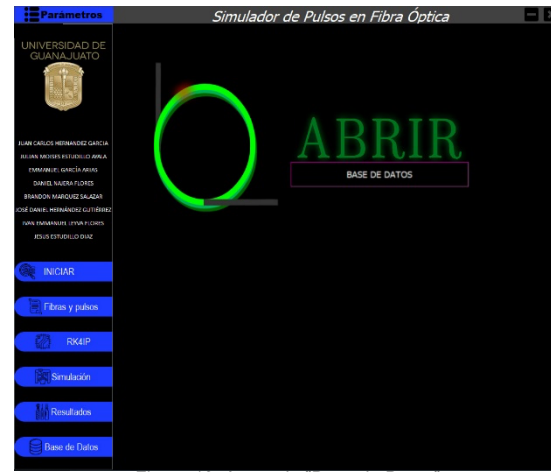 Parámetros
Simulador de Pulsos en Fibra Óptica
UNIVERSIDAD DE
GUANAJUATO
JUAN CARLOS HERNANDEZ GARCIA
JULIAN MOISES ESTUDILLO AYALA
EMMANUEL GARCÍA ARIAS
DANIEL NAJERA FLORES
BRANDON MARQUEZ SALAZAR
JOSÉ DANIEL HERNÁNDEZ GUTIÉRREZ
IVAN EMMANUEL LEYVA FLORES
JESUS ESTUDILLO DIAZ
ABRIR
BASE DE DATOS
INICIAR
Fibras y pulsos
RK4IP
Simulación
Resultados
Base de Datos